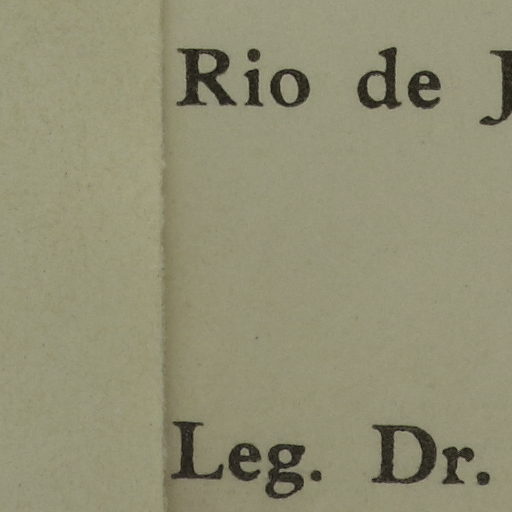 Rio de J
Leg. Dr.